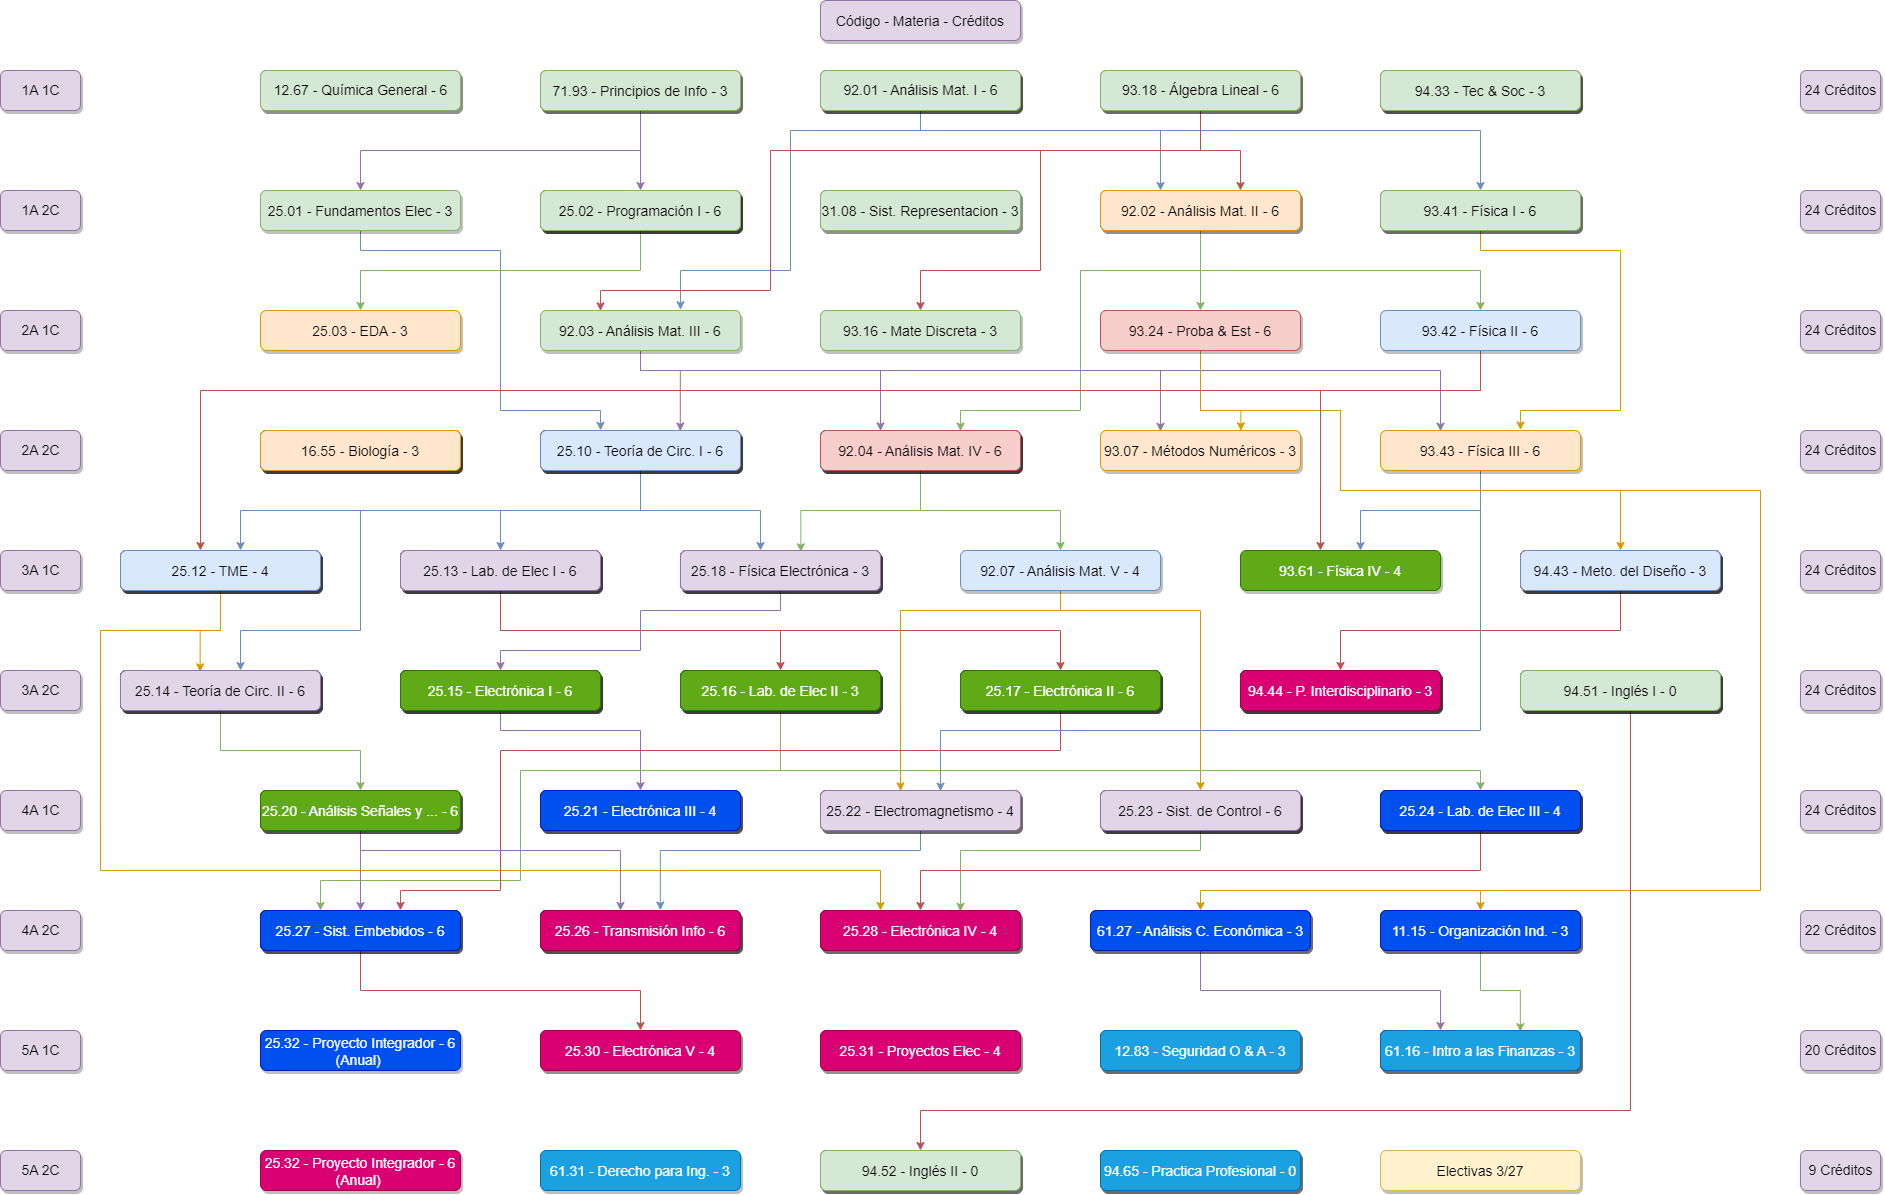 Código - Materia - Créditos
1A 1C
12.67 - Química General - 6
71.93 - Principios de Info - 3
92.01 - Análisis Mat. I - 6
93.18 - Álgebra Lineal - 6
94.33 - Tec & Soc - 3
24 Créditos
1A 2C
25.01 - Fundamentos Elec - 3
25.02 - Programación I - 6
31.08 - Sist. Representacion - 3
92.02 - Análisis Mat. II - 6
93.41 - Física I - 6
24 Créditos
2A 1C
25.03 - EDA - 3
92.03 - Análisis Mat. III - 6
93.16 - Mate Discreta - 3
93.24 - Proba & Est - 6
93.42 - Física II - 6
24 Créditos
2A 2C
16.55 - Biología - 3
25.10 - Teoría de Circ. I - 6
92.04 - Análisis Mat. IV - 6
93.07 - Métodos Numéricos - 3
93.43 - Física III - 6
24 Créditos
3A 1C
25.12 - TME - 4
25.13 - Lab. de Elec I - 6
25.18 - Física Electrónica - 3
92.07 - Análisis Mat. V - 4
93.61 - Física IV - 4
94.43 - Meto. del Diseño - 3
24 Créditos
3A 2C
25.14 - Teoría de Circ. II - 6
25.15 - Electrónica I - 6
25.16 - Lab. de Elec II - 3
25.17 - Electrónica II - 6
94.44 - P. Interdisciplinario - 3
94.51 - Inglés I - 0
24 Créditos
4A 1C
25.20 - Análisis Señales y ... - 6
25.21 - Electrónica III - 4
25.22 - Electromagnetismo - 4
25.23 - Sist. de Control - 6
25.24 - Lab. de Elec III - 4
24 Créditos
4A 2C
25.27 - Sist. Embebidos - 6
25.26 - Transmisión Info - 6
25.28 - Electrónica IV - 4
61.27 - Análisis C. Económica - 3
11.15 - Organización Ind. - 3
22 Créditos
5A 1C
25.32 - Proyecto Integrador - 6
(Anual)
25.30 - Electrónica V - 4
25.31 - Proyectos Elec - 4
12.83 - Seguridad O & A - 3
61.16 - Intro a las Finanzas - 3
20 Créditos
5A 2C
25.32 - Proyecto Integrador - 6
(Anual)
61.31 - Derecho para Ing. - 3
94.52 - Inglés II - 0
94.65 - Practica Profesional - 0
Electivas 3/27
9 Créditos